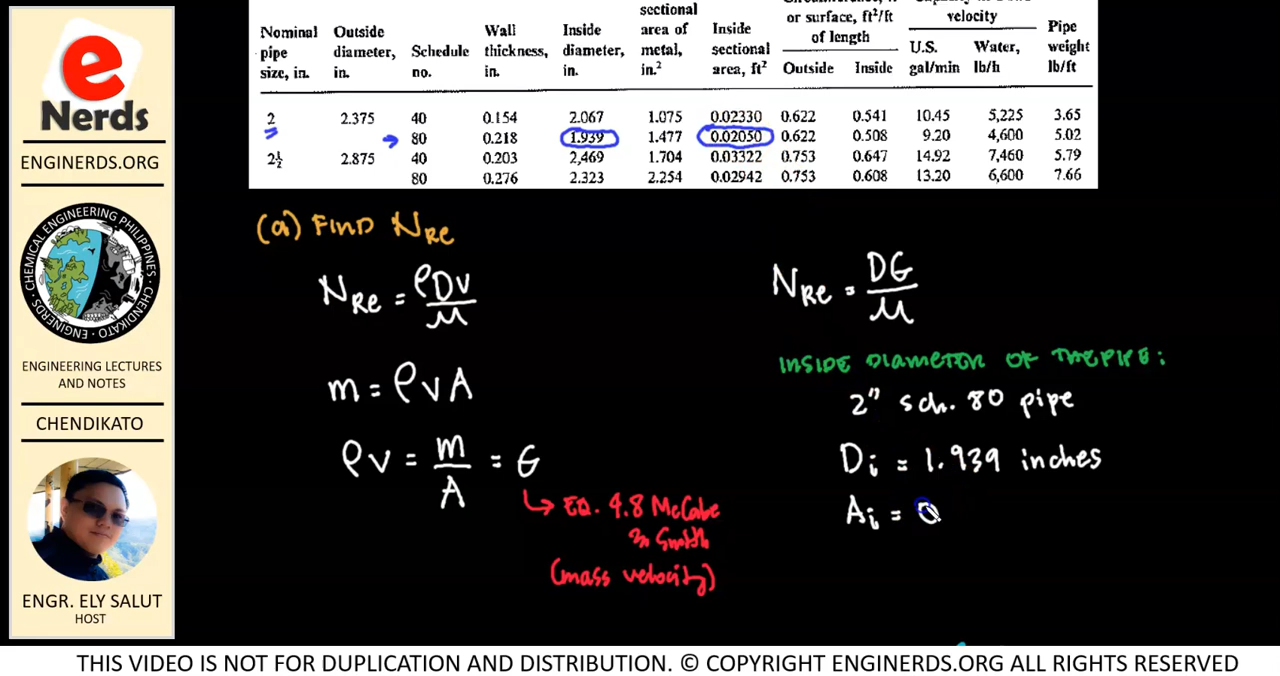 e
Nerds
ENGINERDS.ORG
CHEMICAL ENGINEERING PHILIPPINES
CHENDIKATO, ENGINERDS.ORG
ENGINEERING LECTURES
AND NOTES
CHENDIKATO
ENGR. ELY SALUT
HOST
Nominal pipe size, in. Outside diameter, in. Schedule no. Wall thickness, in. Inside diameter, in. sectional area of metal, in.² Inside sectional area, ft² or surface, ft²/ft of length Outside Inside velocity U.S. gal/min Water, lb/h Pipe weight lb/ft
2 2.375 40 0.154 2.067 1.075 0.02330 0.622 0.541 10.45 5,225 3.65
80 0.218 1.939 1.477 0.02050 0.622 0.508 9.20 4,600 5.02
2½ 2.875 40 0.203 2,469 1.704 0.03322 0.753 0.647 14.92 7,460 5.79
80 0.276 2.323 2.254 0.02942 0.753 0.608 13.20 6,600 7.66
(a) FIND NRe
NRe = ρDv/μ
m = ρvA
ρv = m/A = G
↳ EQ. 4.8 McCabe
(mass velocity)
NRe = DG/μ
INSIDE DIAMETER OF THE PIPE:
2" sch. 80 pipe
Di = 1.939 inches
Ai = 0
THIS VIDEO IS NOT FOR DUPLICATION AND DISTRIBUTION. © COPYRIGHT ENGINERDS.ORG ALL RIGHTS RESERVED